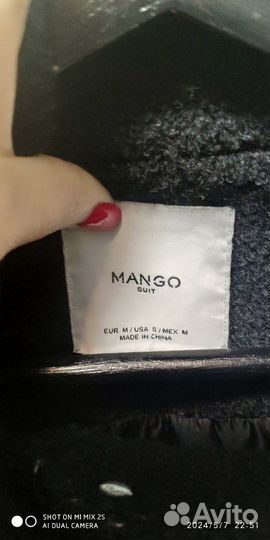 MANGO
SUIT
EUR M / USA S / MEX M
MADE IN CHINA
SHOT ON MI MIX 2S
AI DUAL CAMERA
2024/5/7 22:51
Avito